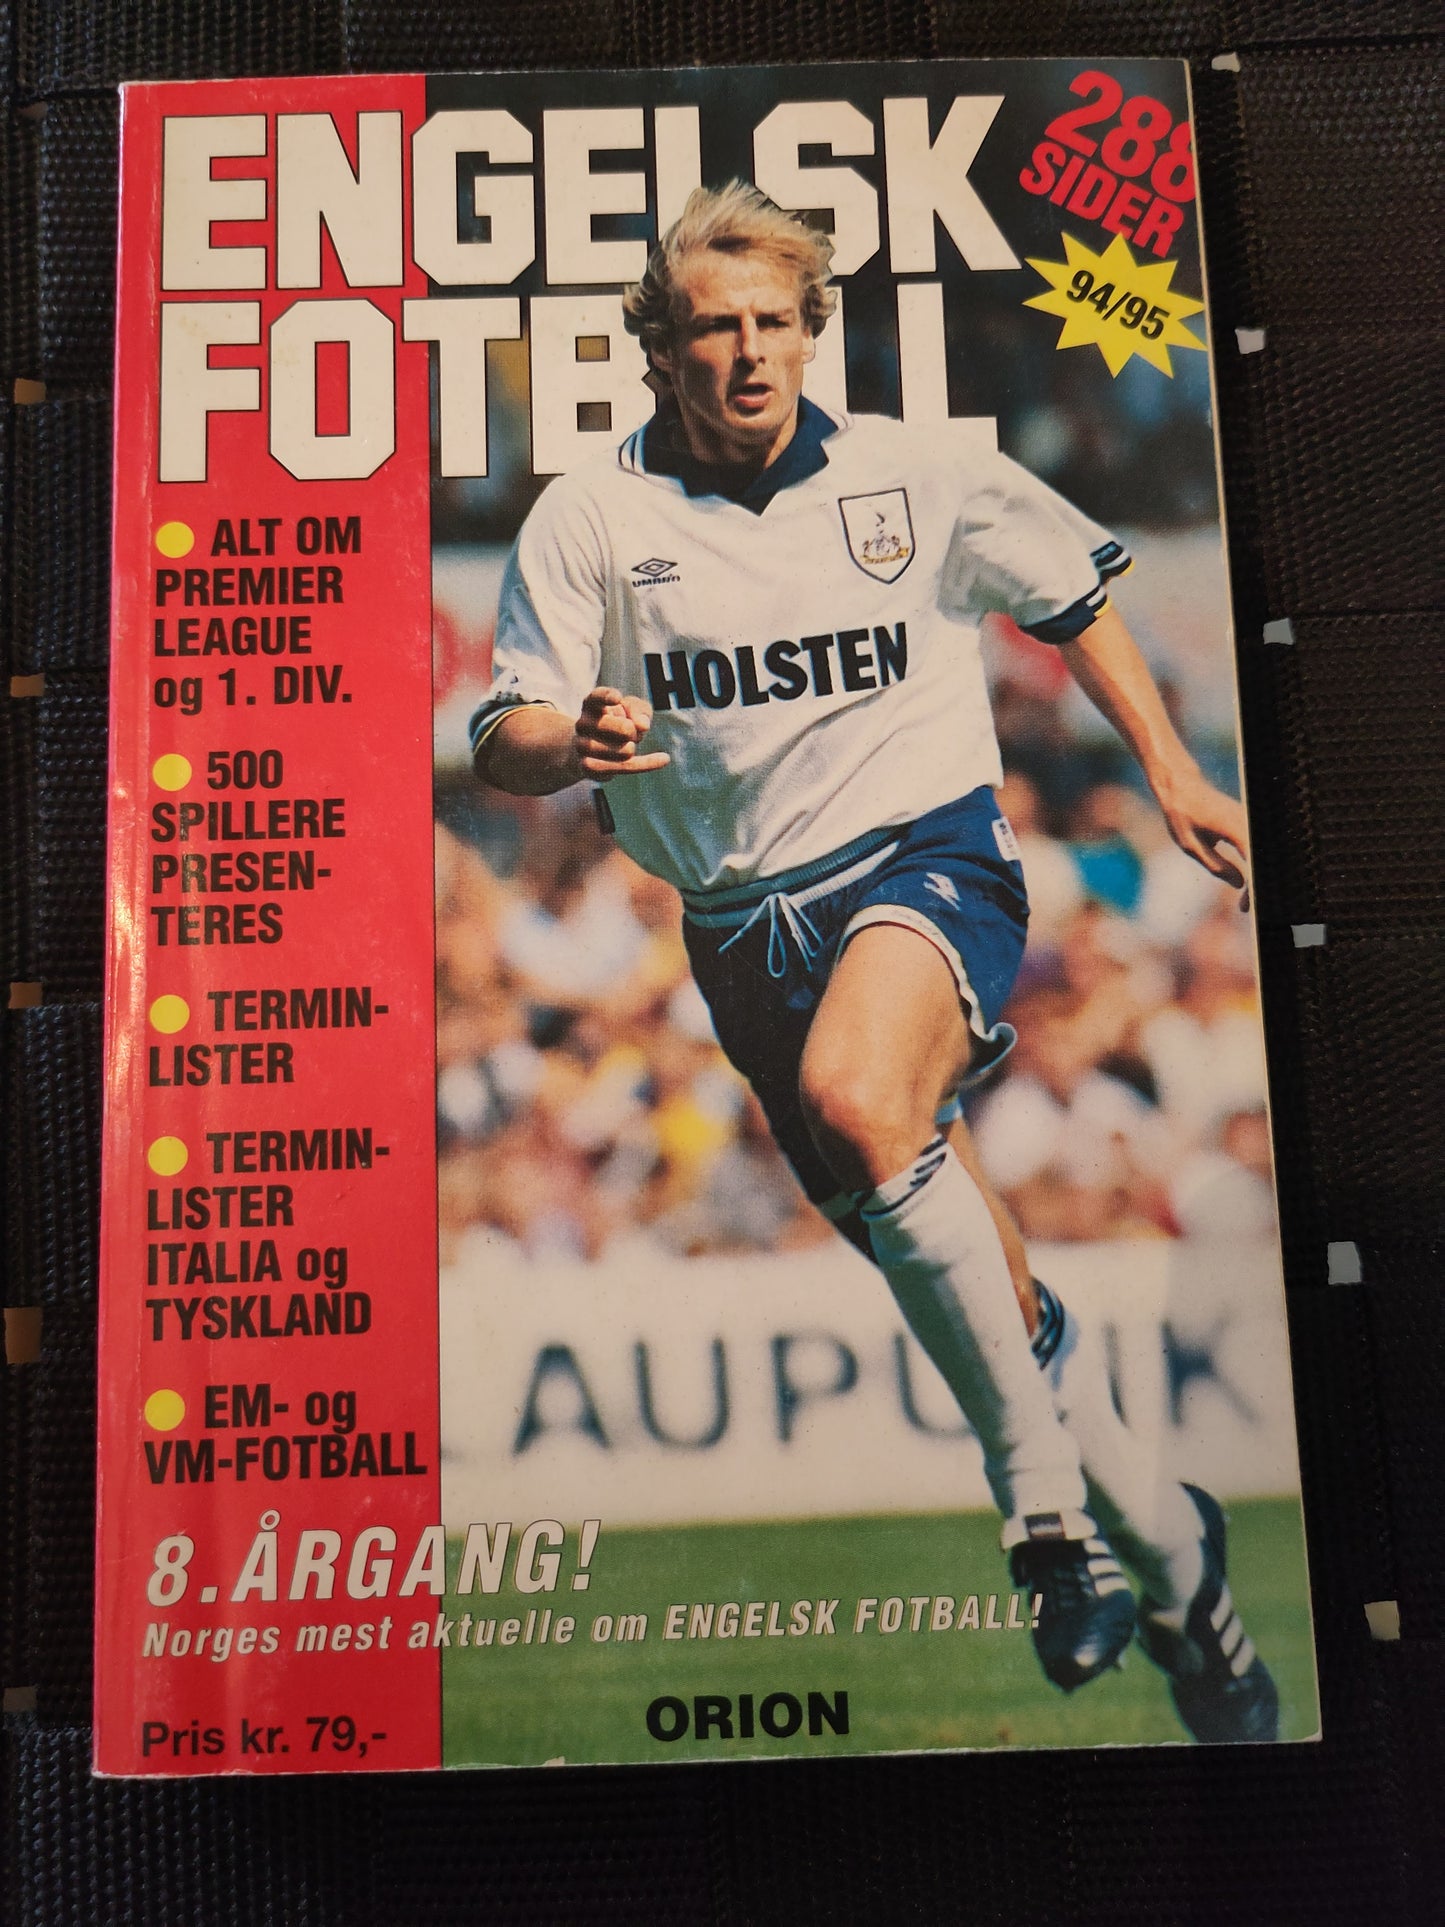 ENGELSK
FOTBALL
288
SIDER
94/95
ALT OM
PREMIER
LEAGUE
og 1. DIV.
500
SPILLERE
PRESEN-
TERES
TERMIN-
LISTER
TERMIN-
LISTER
ITALIA og
TYSKLAND
EM- og
VM-FOTBALL
umbro
HOLSTEN
AUPUNK
8. ÅRGANG!
Norges mest aktuelle om ENGELSK FOTBALL!
Pris kr. 79,-
ORION